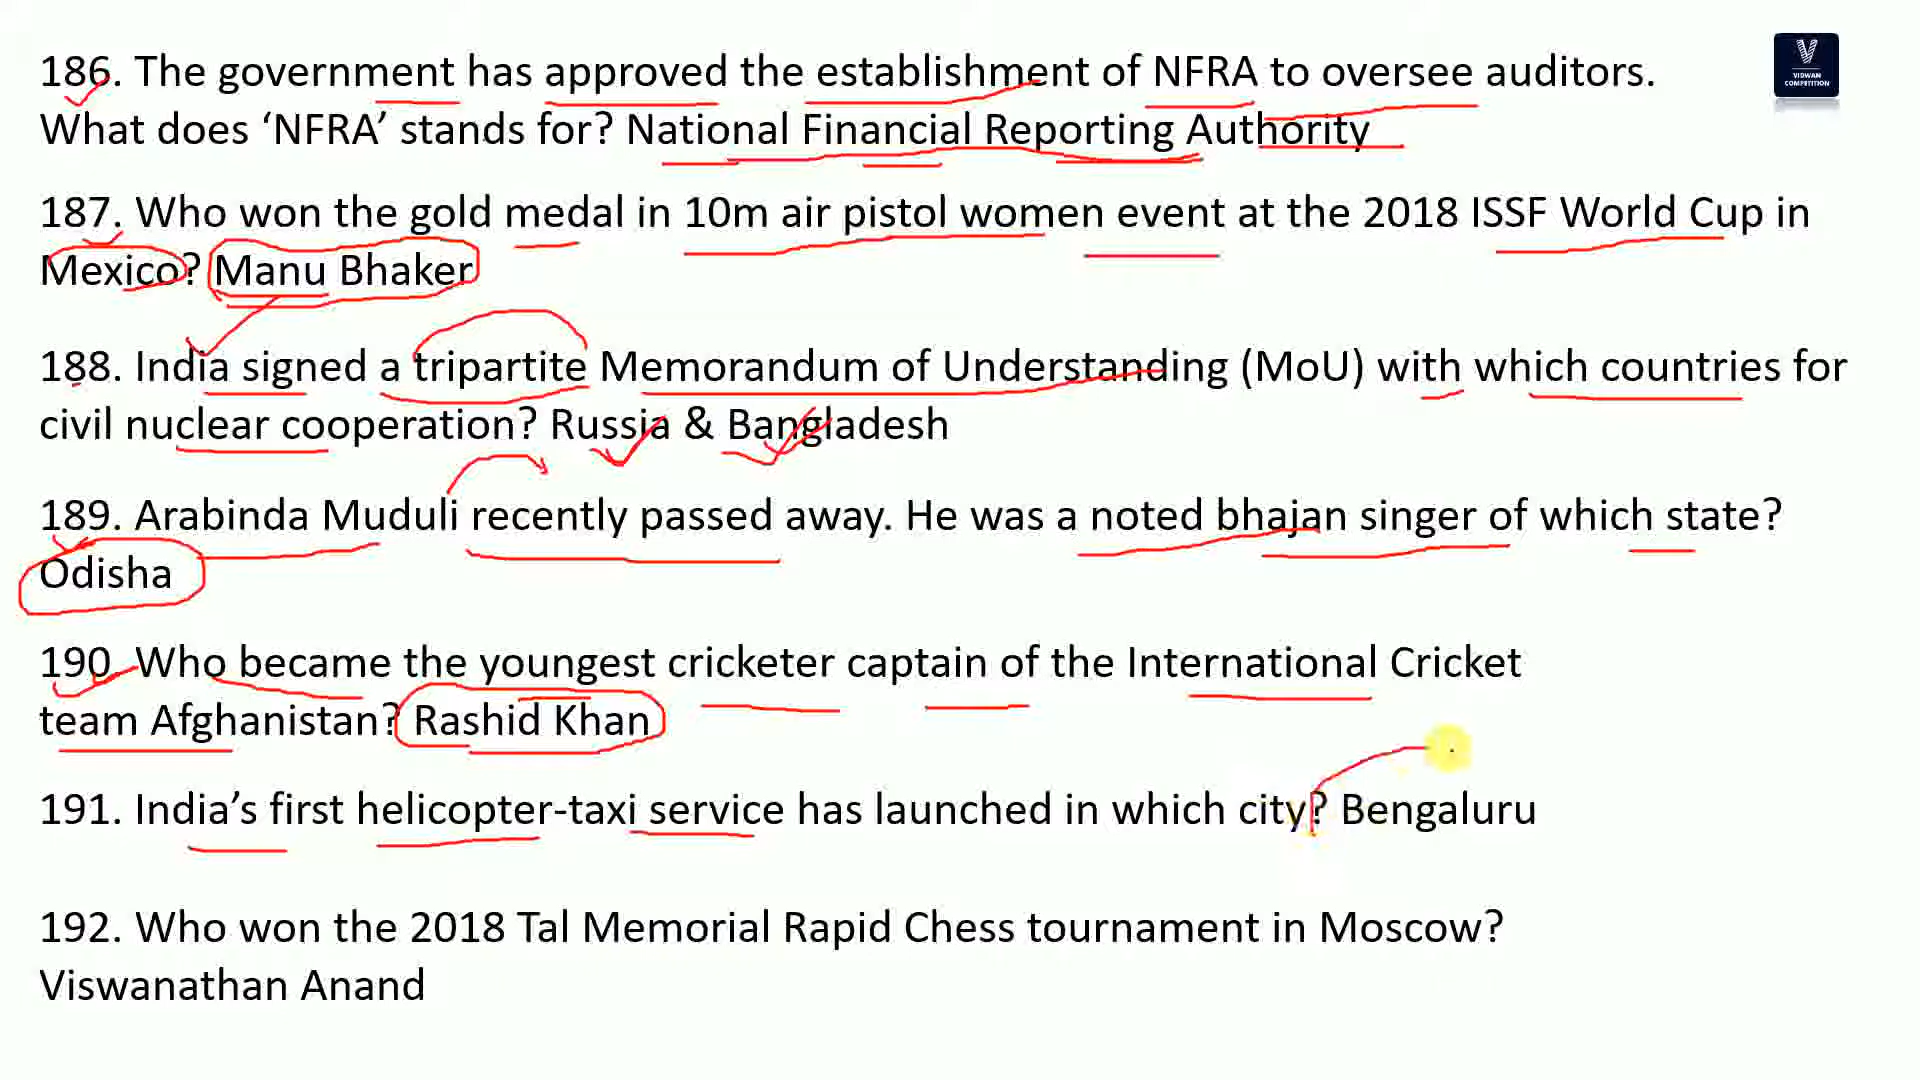 186. The government has approved the establishment of NFRA to oversee auditors.
What does ‘NFRA’ stands for? National Financial Reporting Authority
187. Who won the gold medal in 10m air pistol women event at the 2018 ISSF World Cup in
Mexico? Manu Bhaker
188. India signed a tripartite Memorandum of Understanding (MoU) with which countries for
civil nuclear cooperation? Russia & Bangladesh
189. Arabinda Muduli recently passed away. He was a noted bhajan singer of which state?
Odisha
190. Who became the youngest cricketer captain of the International Cricket
team Afghanistan? Rashid Khan
191. India’s first helicopter-taxi service has launched in which city? Bengaluru
192. Who won the 2018 Tal Memorial Rapid Chess tournament in Moscow?
Viswanathan Anand
V
VIDWAN
COMPETITION